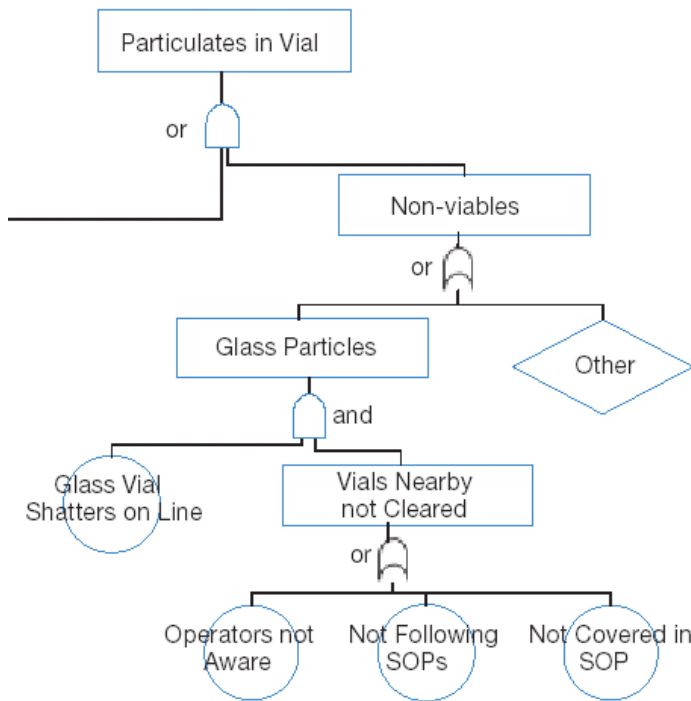 Particulates in Vial
or
Non-viables
or
Glass Particles
Other
and
Glass Vial
Shatters on Line
Vials Nearby
not Cleared
or
Operators not
Aware
Not Following
SOPs
Not Covered in
SOP